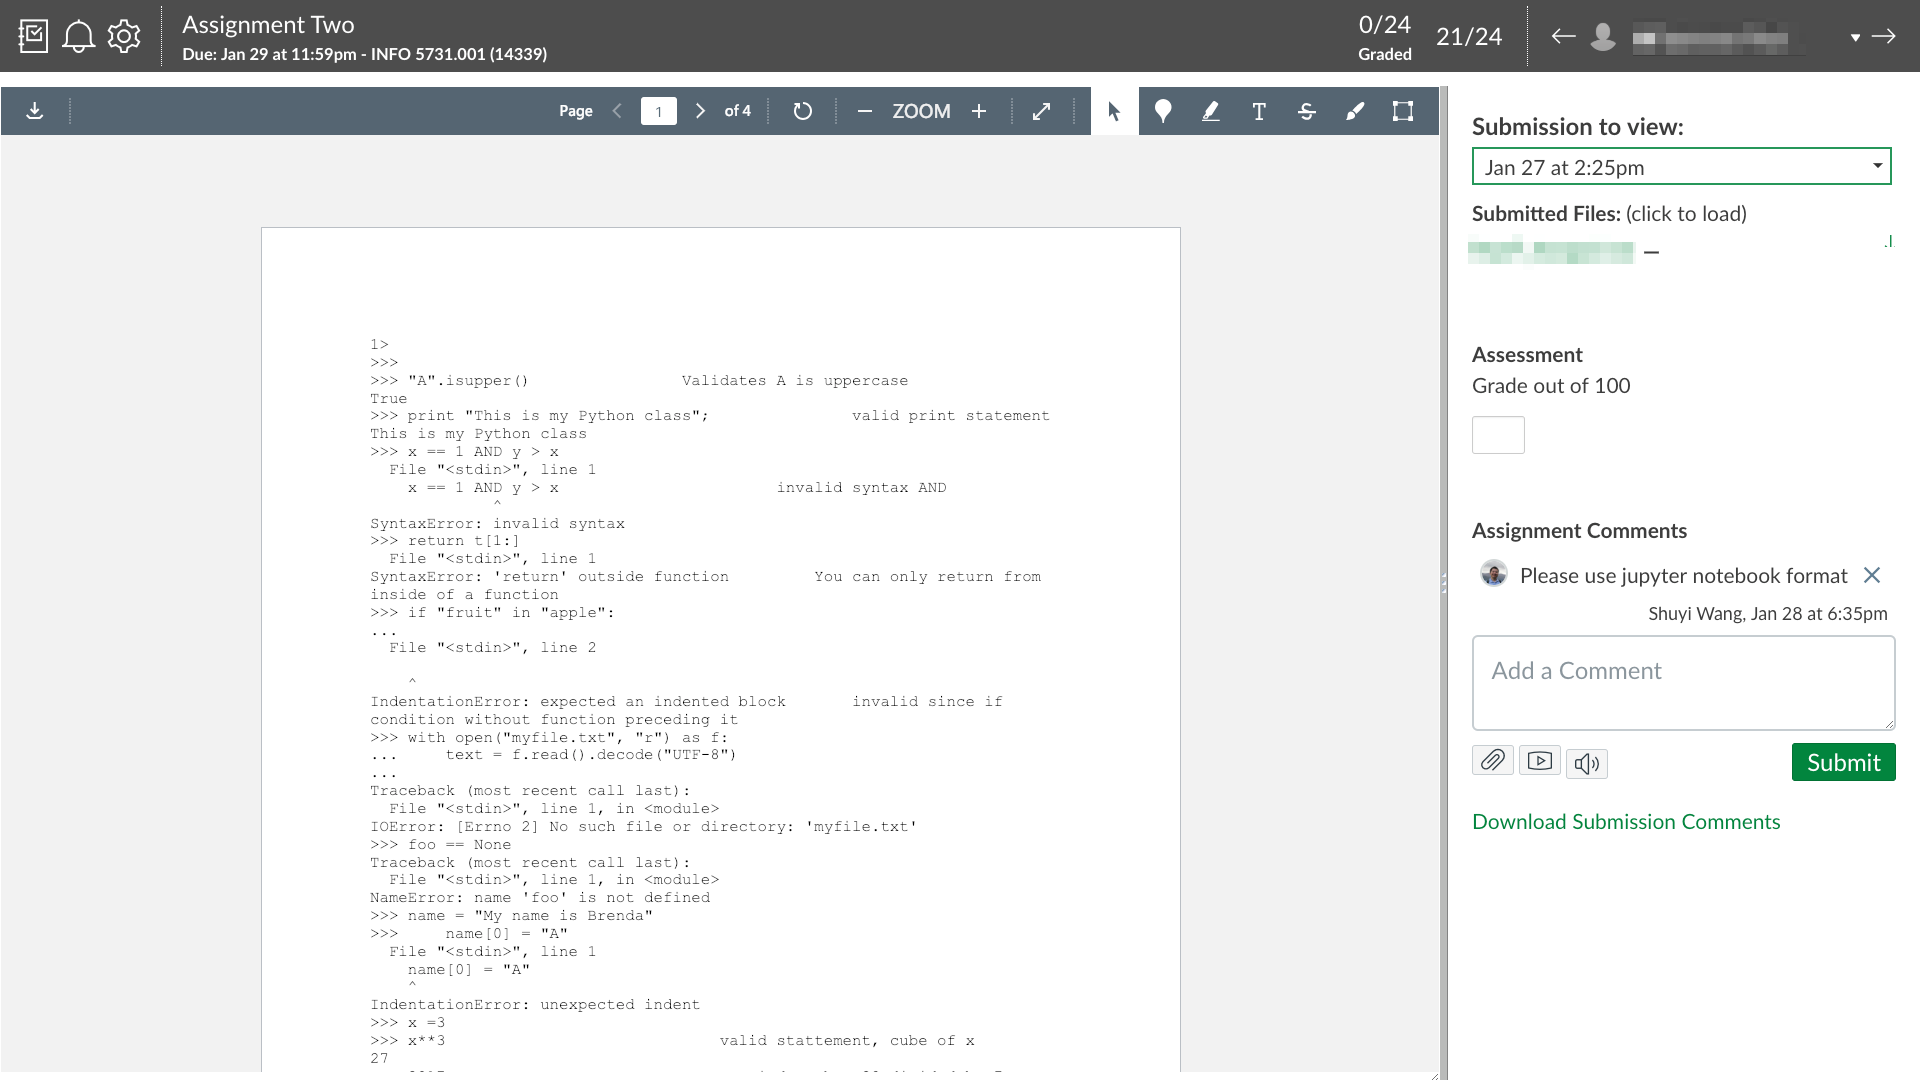 Assignment Two
Due: Jan 29 at 11:59pm - INFO 5731.001 (14339)
0/24
Graded
21/24
Page
1
of 4
ZOOM
T
S
1>
>>>
>>> "A".isupper() Validates A is uppercase
True
>>> print "This is my Python class"; valid print statement
This is my Python class
>>> x == 1 AND y > x
File "<stdin>", line 1
x == 1 AND y > x invalid syntax AND
^
SyntaxError: invalid syntax
>>> return t[1:]
File "<stdin>", line 1
SyntaxError: 'return' outside function You can only return from
inside of a function
>>> if "fruit" in "apple":
...
File "<stdin>", line 2
^
IndentationError: expected an indented block invalid since if
condition without function preceding it
>>> with open("myfile.txt", "r") as f:
... text = f.read().decode("UTF-8")
...
Traceback (most recent call last):
File "<stdin>", line 1, in <module>
IOError: [Errno 2] No such file or directory: 'myfile.txt'
>>> foo == None
Traceback (most recent call last):
File "<stdin>", line 1, in <module>
NameError: name 'foo' is not defined
>>> name = "My name is Brenda"
>>> name[0] = "A"
File "<stdin>", line 1
name[0] = "A"
^
IndentationError: unexpected indent
>>> x =3
>>> x**3 valid stattement, cube of x
27
Submission to view:
Jan 27 at 2:25pm
Submitted Files: (click to load)
Assessment
Grade out of 100
Assignment Comments
Please use jupyter notebook format
Shuyi Wang, Jan 28 at 6:35pm
Add a Comment
Submit
Download Submission Comments